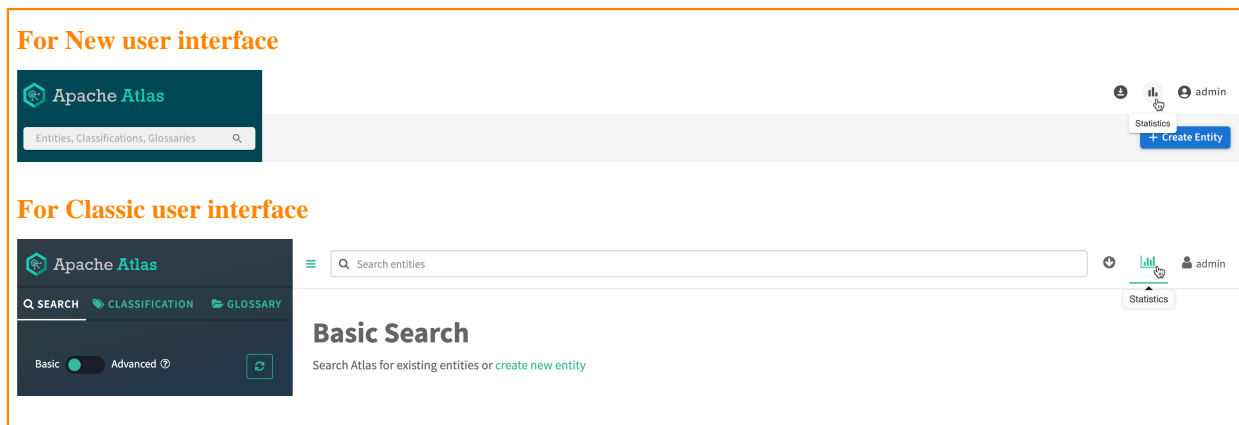 For New user interface
Apache Atlas
admin
Entities, Classifications, Glossaries
Statistics
+ Create Entity
For Classic user interface
Apache Atlas
Search entities
admin
Statistics
SEARCH CLASSIFICATION GLOSSARY
Basic Search
Basic Advanced
Search Atlas for existing entities or create new entity